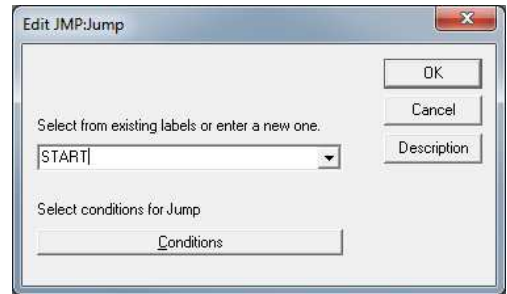 Edit JMP:Jump
OK
Cancel
Select from existing labels or enter a new one.
Description
START
Select conditions for Jump
Conditions